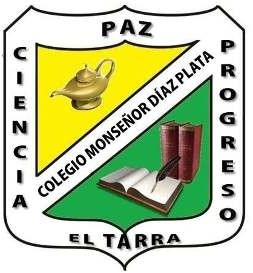 PAZ
CIENCIA
PROGRESO
COLEGIO MONSEÑOR DÍAZ PLATA
EL TARRA